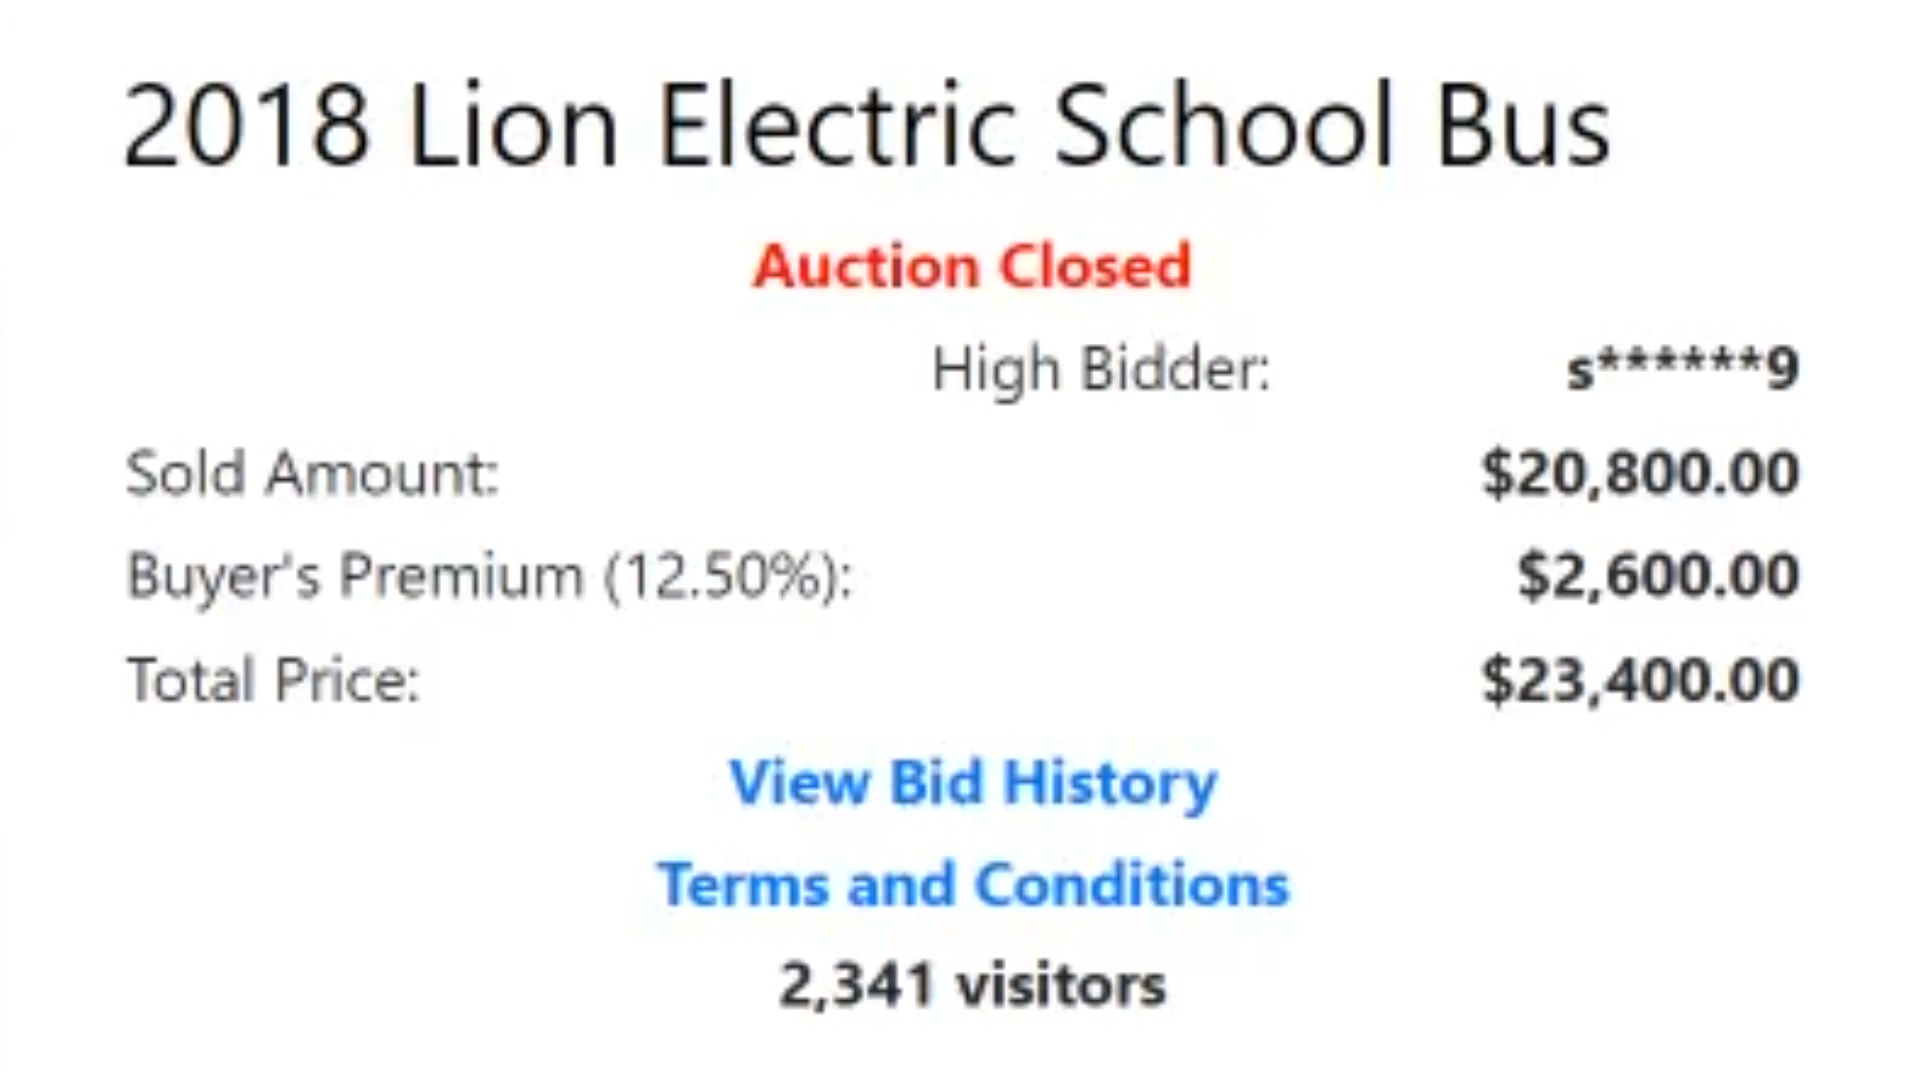 2018 Lion Electric School Bus
Auction Closed
High Bidder: s******9
Sold Amount: $20,800.00
Buyer's Premium (12.50%): $2,600.00
Total Price: $23,400.00
View Bid History
Terms and Conditions
2,341 visitors